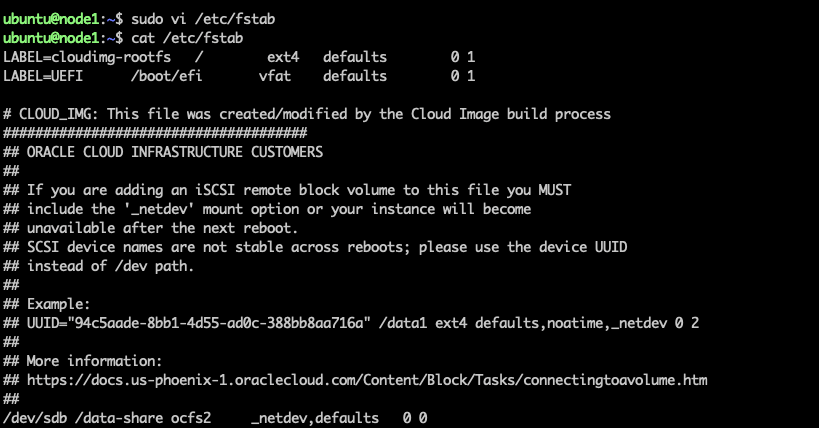 ubuntu@node1:~$ sudo vi /etc/fstab
ubuntu@node1:~$ cat /etc/fstab
LABEL=cloudimg-rootfs   /        ext4   defaults        0 1
LABEL=UEFI      /boot/efi       vfat    defaults        0 1

# CLOUD_IMG: This file was created/modified by the Cloud Image build process
######################################
## ORACLE CLOUD INFRASTRUCTURE CUSTOMERS
##
## If you are adding an iSCSI remote block volume to this file you MUST
## include the '_netdev' mount option or your instance will become
## unavailable after the next reboot.
## SCSI device names are not stable across reboots; please use the device UUID
## instead of /dev path.
##
## Example:
## UUID="94c5aade-8bb1-4d55-ad0c-388bb8aa716a" /data1 ext4 defaults,noatime,_netdev 0 2
##
## More information:
## https://docs.us-phoenix-1.oraclecloud.com/Content/Block/Tasks/connectingtoavolume.htm
##
/dev/sdb /data-share ocfs2     _netdev,defaults   0 0